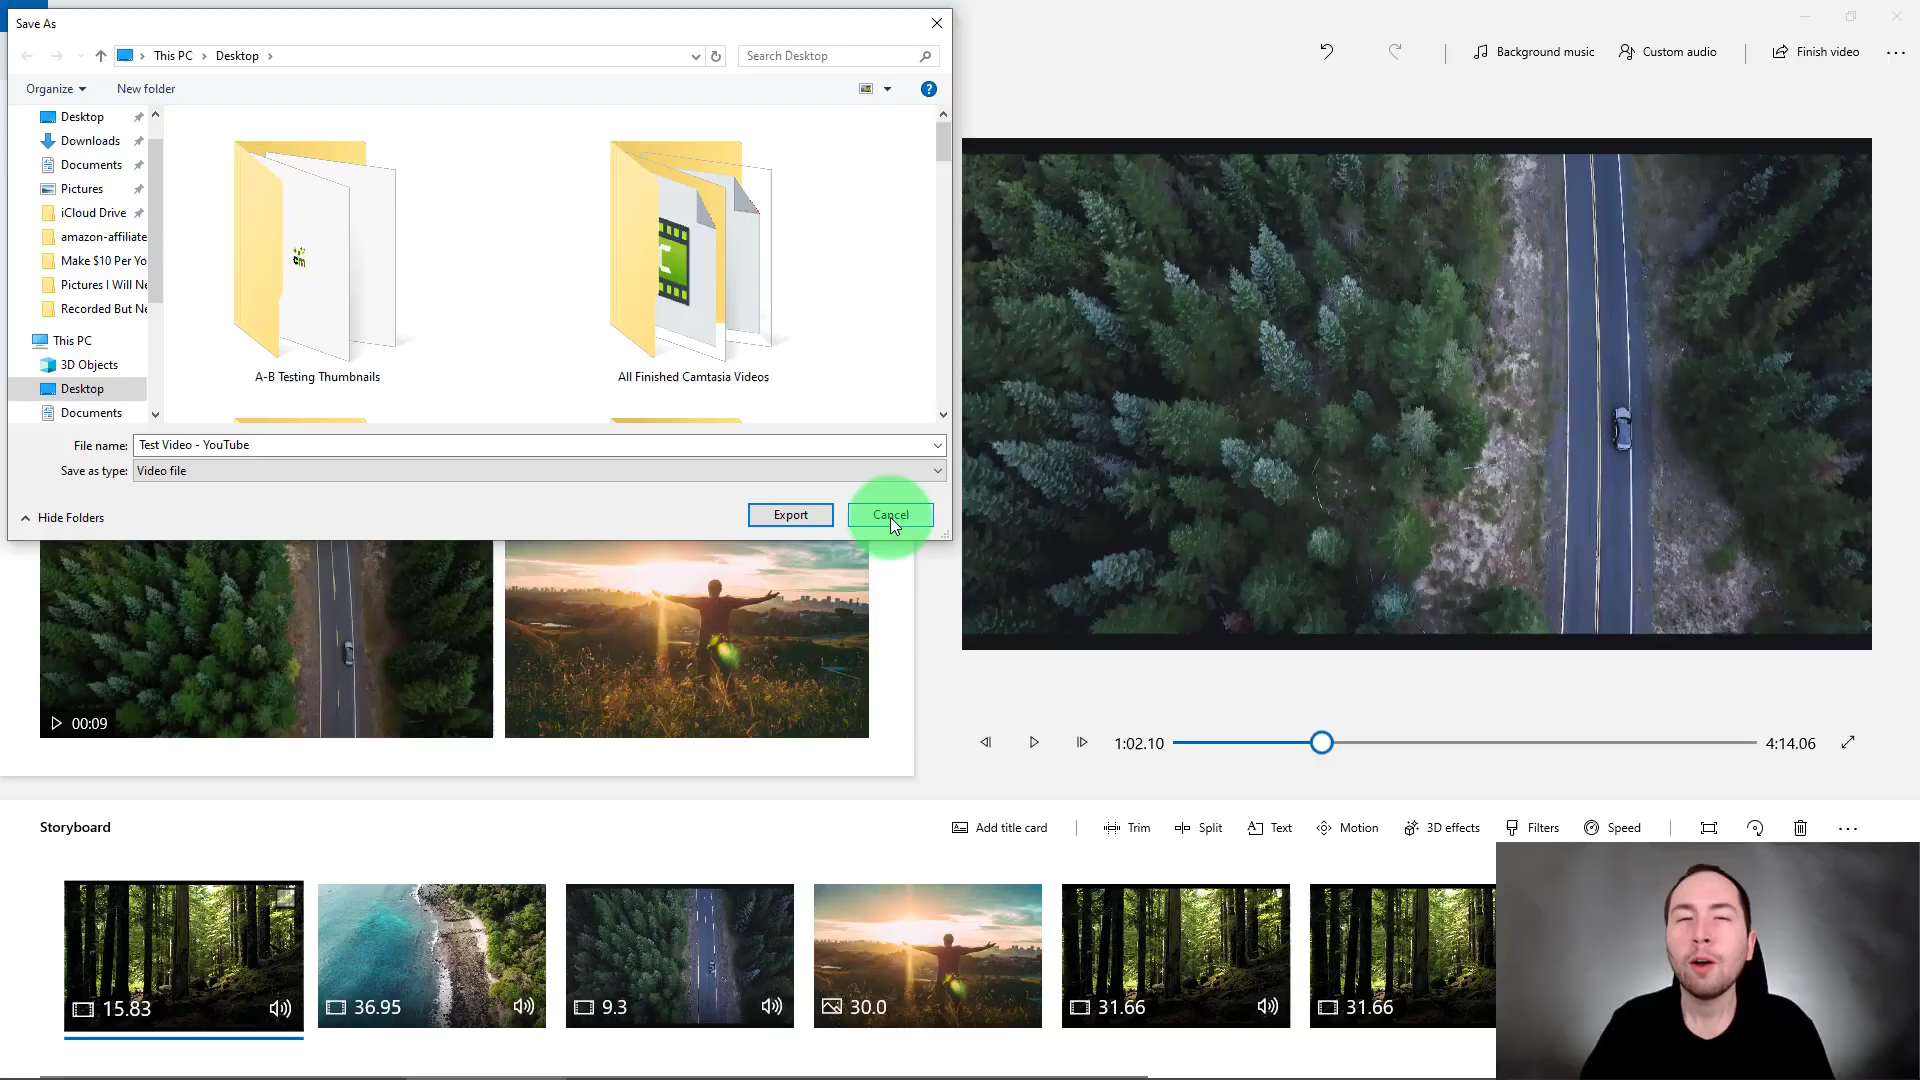 Save As
This PC
Desktop
Search Desktop
Background music
Custom audio
Finish video
Organize
New folder
Desktop
Downloads
Documents
Pictures
iCloud Drive
amazon-affiliate
Make $10 Per Yo
Pictures I Will Ne
Recorded But Ne
This PC
3D Objects
Desktop
Documents
A-B Testing Thumbnails
All Finished Camtasia Videos
File name: Test Video - YouTube
Save as type: Video file
Hide Folders
Export
Cancel
00:09
1:02.10
4:14.06
Storyboard
Add title card
Trim
Split
Text
Motion
3D effects
Filters
Speed
15.83
36.95
9.3
30.0
31.66
31.66